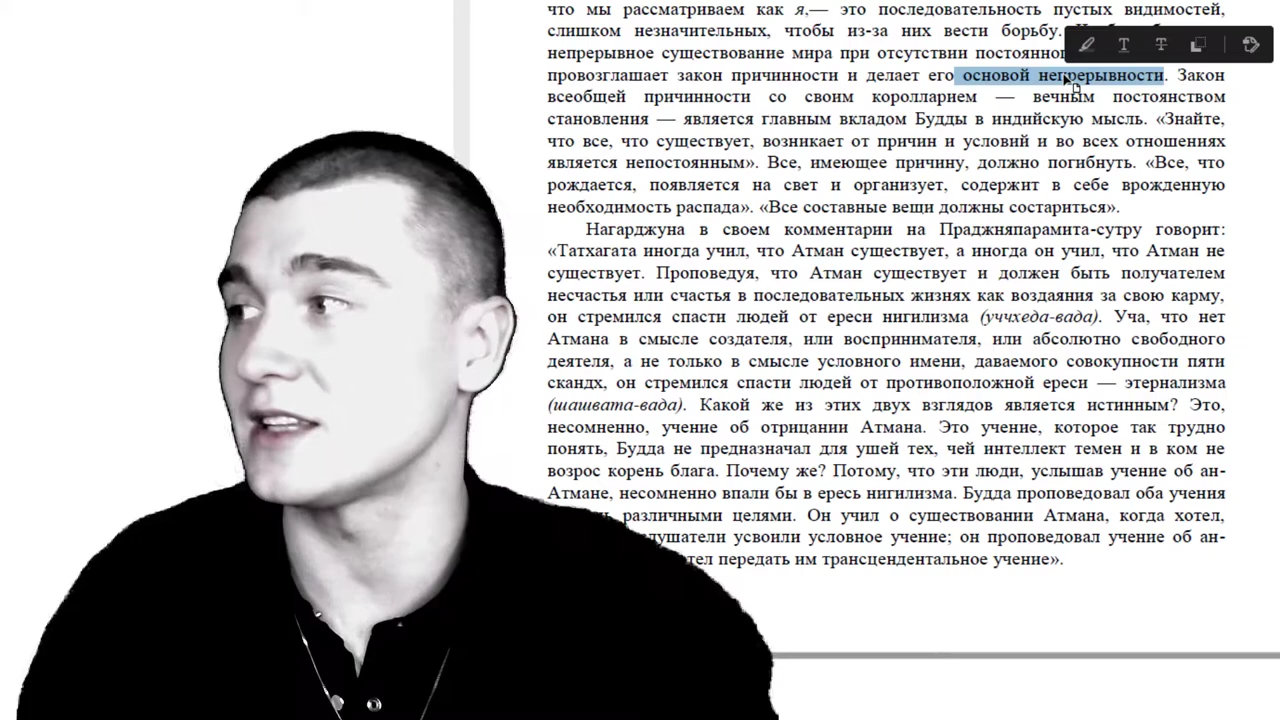 что мы рассматриваем как я,— это последовательность пустых видимостей,
слишком незначительных, чтобы из-за них вести борьбу.
непрерывное существование мира при отсутствии
провозглашает закон причинности и делает его основой непрерывности. Закон
всеобщей причинности со своим королларием — вечным постоянством
становления — является главным вкладом Будды в индийскую мысль. «Знайте,
что все, что существует, возникает от причин и условий и во всех отношениях
является непостоянным». Все, имеющее причину, должно погибнуть. «Все, что
рождается, появляется на свет и организует, содержит в себе врожденную
необходимость распада». «Все составные вещи должны состариться».
Нагарджуна в своем комментарии на Праджняпарамита-сутру говорит:
«Татхагата иногда учил, что Атман существует, а иногда он учил, что Атман не
существует. Проповедуя, что Атман существует и должен быть получателем
несчастья или счастья в последовательных жизнях как воздаяния за свою карму,
он стремился спасти людей от ереси нигилизма (уччхеда-вада). Уча, что нет
Атмана в смысле создателя, или воспринимателя, или абсолютно свободного
деятеля, а не только в смысле условного имени, даваемого совокупности пяти
скандх, он стремился спасти людей от противоположной ереси — этернализма
(шашвата-вада). Какой же из этих двух взглядов является истинным? Это,
несомненно, учение об отрицании Атмана. Это учение, которое так трудно
понять, Будда не предназначал для ушей тех, чей интеллект темен и в ком не
возрос корень блага. Почему же? Потому, что эти люди, услышав учение об ан-
Атмане, несомненно впали бы в ересь нигилизма. Будда проповедовал оба учения
различными целями. Он учил о существовании Атмана, когда хотел,
усвоили условное учение; он проповедовал учение об ан-
передать им трансцендентальное учение».